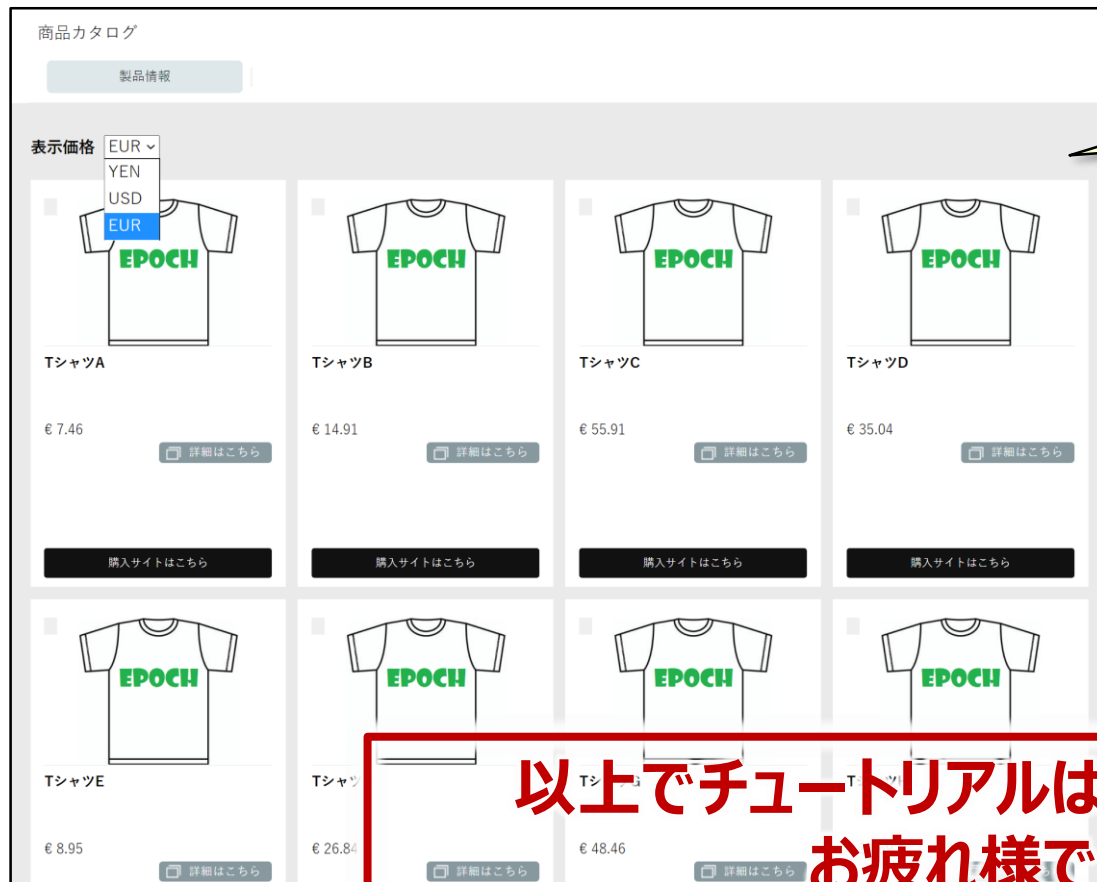 商品カタログ
製品情報
表示価格 EUR
YEN
USD
EUR
EPOCH EPOCH EPOCH EPOCH
TシャツA TシャツB TシャツC TシャツD
€ 7.46 € 14.91 € 55.91 € 35.04
詳細はこちら 詳細はこちら 詳細はこちら 詳細はこちら
購入サイトはこちら 購入サイトはこちら 購入サイトはこちら 購入サイトはこちら
EPOCH EPOCH EPOCH EPOCH
TシャツE Tシャツ
以上でチュートリアルは
€ 8.95 € 26.84 € 48.46
お疲れ様で
詳細はこちら 詳細はこちら 詳細はこちら